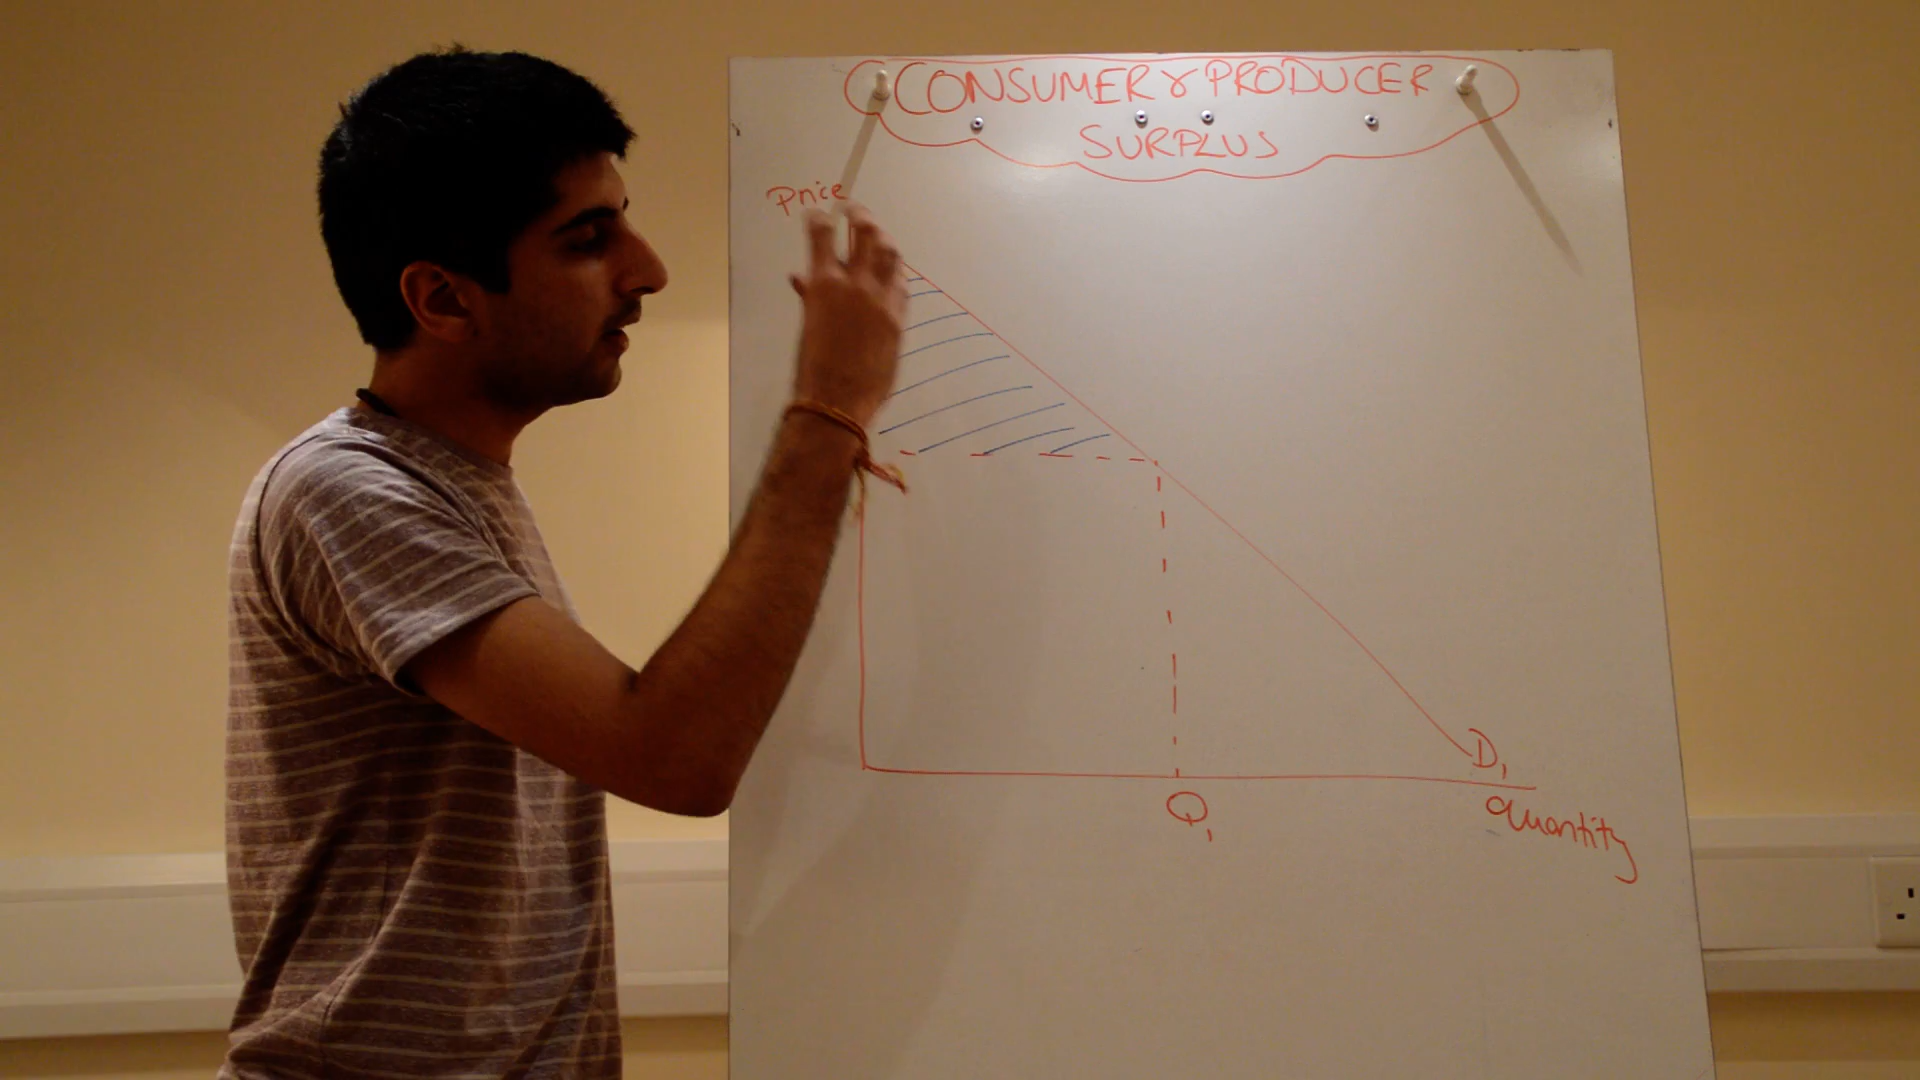 CONSUMER & PRODUCER
SURPLUS
Price
D1
Q1
quantity